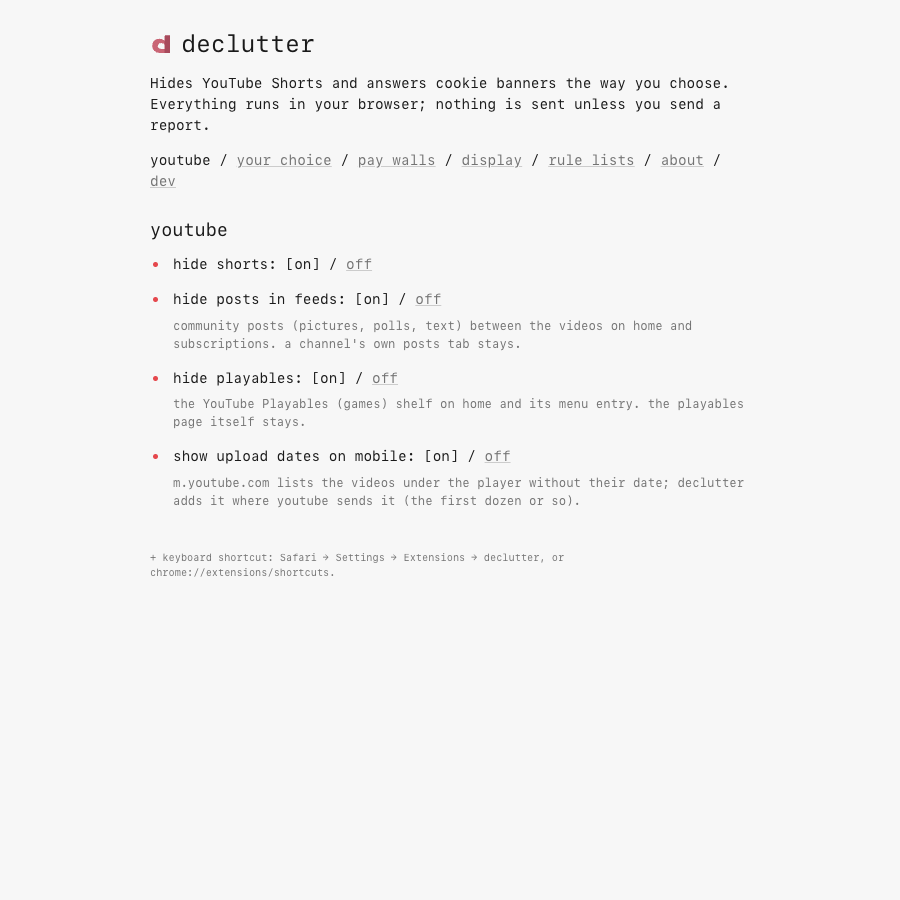 declutter
Hides YouTube Shorts and answers cookie banners the way you choose.
Everything runs in your browser; nothing is sent unless you send a
report.
youtube / your choice / pay walls / display / rule lists / about /
dev
youtube
• hide shorts: [on] / off
• hide posts in feeds: [on] / off
community posts (pictures, polls, text) between the videos on home and
subscriptions. a channel's own posts tab stays.
• hide playables: [on] / off
the YouTube Playables (games) shelf on home and its menu entry. the playables
page itself stays.
• show upload dates on mobile: [on] / off
m.youtube.com lists the videos under the player without their date; declutter
adds it where youtube sends it (the first dozen or so).
+ keyboard shortcut: Safari → Settings → Extensions → declutter, or
chrome://extensions/shortcuts.